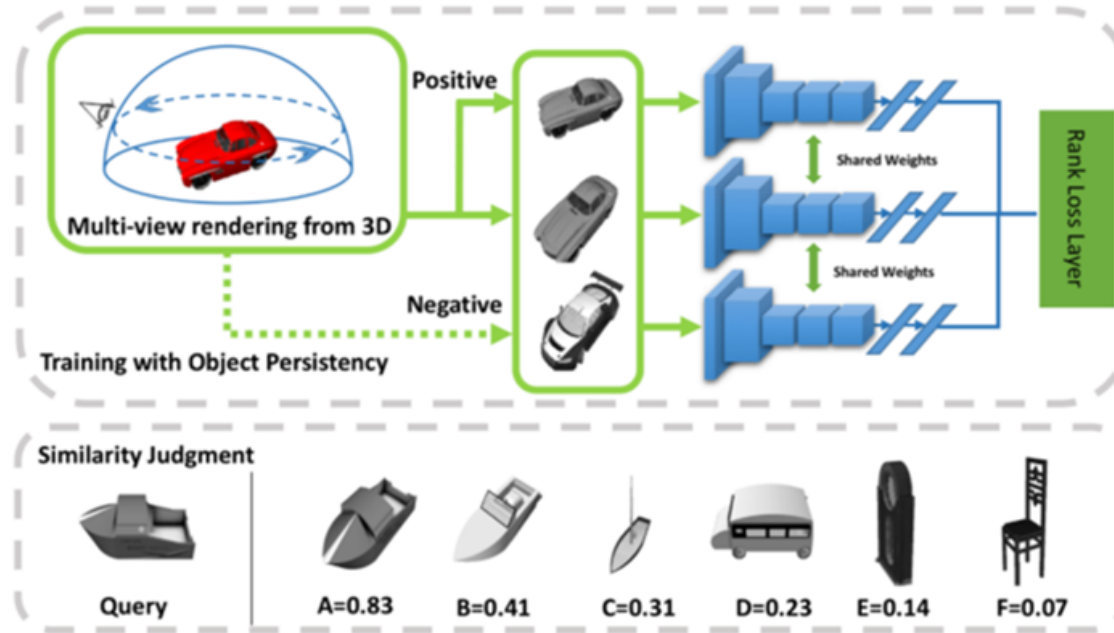 Positive
Multi-view rendering from 3D
Negative
Training with Object Persistency
Shared Weights
Shared Weights
Rank Loss Layer
Similarity Judgment
Query
A=0.83
B=0.41
C=0.31
D=0.23
E=0.14
F=0.07